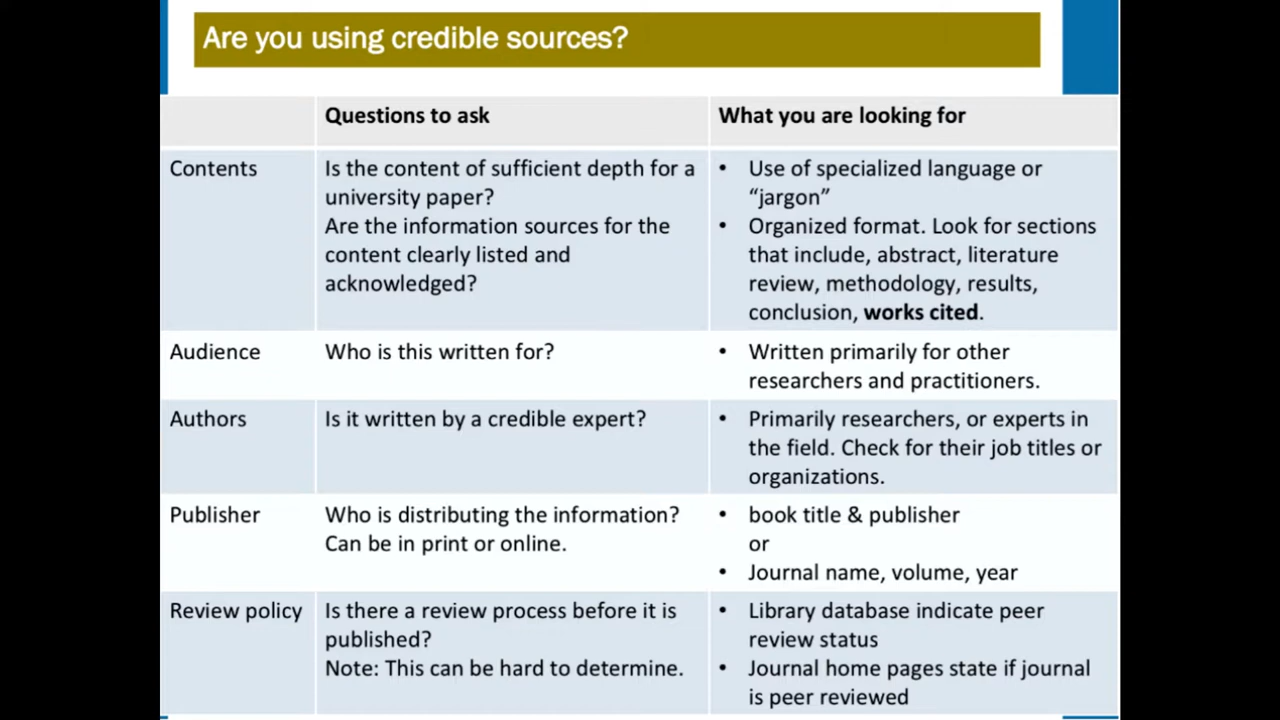 Are you using credible sources?
Questions to ask
What you are looking for
Contents
Is the content of sufficient depth for a
university paper?
Are the information sources for the
content clearly listed and
acknowledged?
• Use of specialized language or
“jargon”
• Organized format. Look for sections
that include, abstract, literature
review, methodology, results,
conclusion, works cited.
Audience
Who is this written for?
• Written primarily for other
researchers and practitioners.
Authors
Is it written by a credible expert?
• Primarily researchers, or experts in
the field. Check for their job titles or
organizations.
Publisher
Who is distributing the information?
Can be in print or online.
• book title & publisher
or
• Journal name, volume, year
Review policy
Is there a review process before it is
published?
Note: This can be hard to determine.
• Library database indicate peer
review status
• Journal home pages state if journal
is peer reviewed